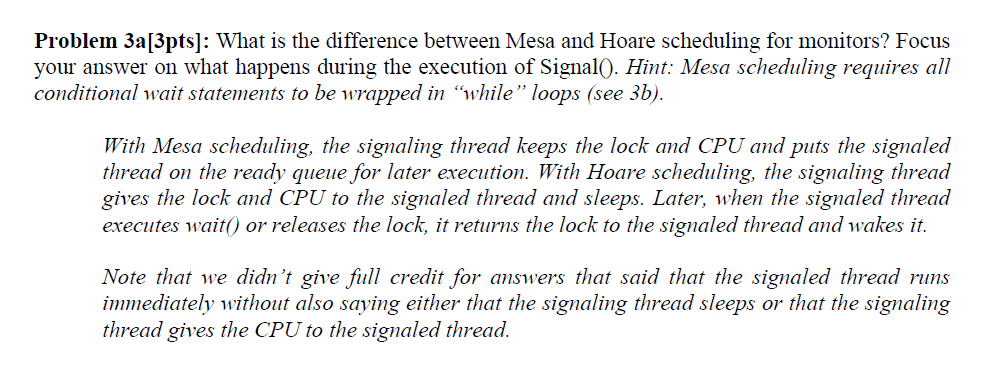 Problem 3a[3pts]: What is the difference between Mesa and Hoare scheduling for monitors? Focus
your answer on what happens during the execution of Signal(). Hint: Mesa scheduling requires all
conditional wait statements to be wrapped in “while” loops (see 3b).
With Mesa scheduling, the signaling thread keeps the lock and CPU and puts the signaled
thread on the ready queue for later execution. With Hoare scheduling, the signaling thread
gives the lock and CPU to the signaled thread and sleeps. Later, when the signaled thread
executes wait() or releases the lock, it returns the lock to the signaled thread and wakes it.
Note that we didn’t give full credit for answers that said that the signaled thread runs
immediately without also saying either that the signaling thread sleeps or that the signaling
thread gives the CPU to the signaled thread.